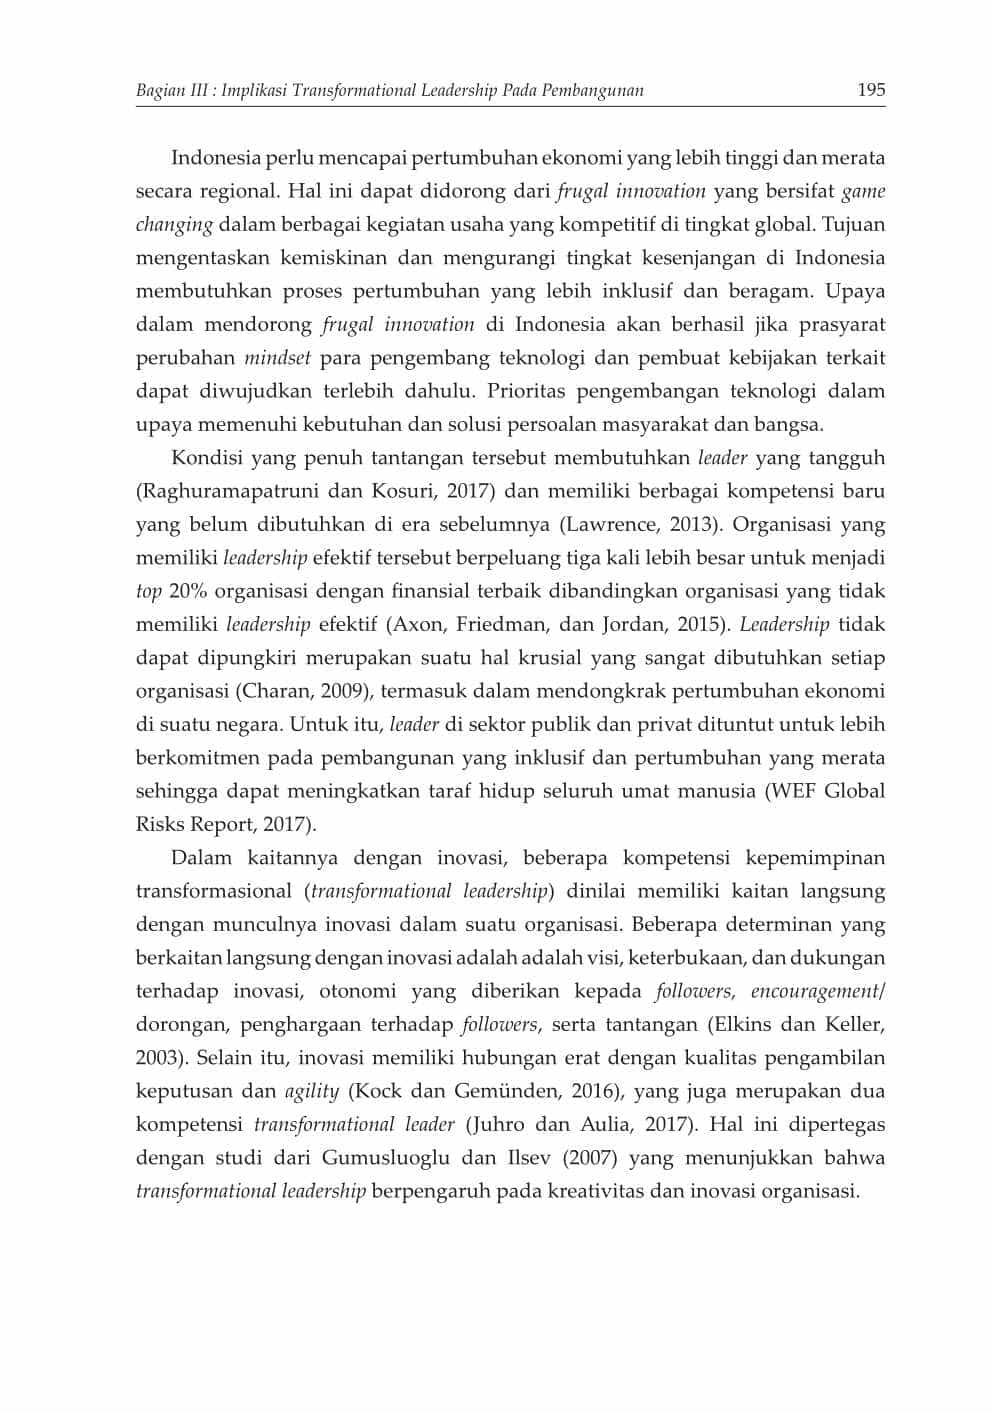 Bagian III : Implikasi Transformational Leadership Pada Pembangunan 195
Indonesia perlu mencapai pertumbuhan ekonomi yang lebih tinggi dan merata
secara regional. Hal ini dapat didorong dari frugal innovation yang bersifat game
changing dalam berbagai kegiatan usaha yang kompetitif di tingkat global. Tujuan
mengentaskan kemiskinan dan mengurangi tingkat kesenjangan di Indonesia
membutuhkan proses pertumbuhan yang lebih inklusif dan beragam. Upaya
dalam mendorong frugal innovation di Indonesia akan berhasil jika prasyarat
perubahan mindset para pengembang teknologi dan pembuat kebijakan terkait
dapat diwujudkan terlebih dahulu. Prioritas pengembangan teknologi dalam
upaya memenuhi kebutuhan dan solusi persoalan masyarakat dan bangsa.
Kondisi yang penuh tantangan tersebut membutuhkan leader yang tangguh
(Raghuramapatruni dan Kosuri, 2017) dan memiliki berbagai kompetensi baru
yang belum dibutuhkan di era sebelumnya (Lawrence, 2013). Organisasi yang
memiliki leadership efektif tersebut berpeluang tiga kali lebih besar untuk menjadi
top 20% organisasi dengan finansial terbaik dibandingkan organisasi yang tidak
memiliki leadership efektif (Axon, Friedman, dan Jordan, 2015). Leadership tidak
dapat dipungkiri merupakan suatu hal krusial yang sangat dibutuhkan setiap
organisasi (Charan, 2009), termasuk dalam mendongkrak pertumbuhan ekonomi
di suatu negara. Untuk itu, leader di sektor publik dan privat dituntut untuk lebih
berkomitmen pada pembangunan yang inklusif dan pertumbuhan yang merata
sehingga dapat meningkatkan taraf hidup seluruh umat manusia (WEF Global
Risks Report, 2017).
Dalam kaitannya dengan inovasi, beberapa kompetensi kepemimpinan
transformasional (transformational leadership) dinilai memiliki kaitan langsung
dengan munculnya inovasi dalam suatu organisasi. Beberapa determinan yang
berkaitan langsung dengan inovasi adalah adalah visi, keterbukaan, dan dukungan
terhadap inovasi, otonomi yang diberikan kepada followers, encouragement/
dorongan, penghargaan terhadap followers, serta tantangan (Elkins dan Keller,
2003). Selain itu, inovasi memiliki hubungan erat dengan kualitas pengambilan
keputusan dan agility (Kock dan Gemünden, 2016), yang juga merupakan dua
kompetensi transformational leader (Juhro dan Aulia, 2017). Hal ini dipertegas
dengan studi dari Gumusluoglu dan Ilsev (2007) yang menunjukkan bahwa
transformational leadership berpengaruh pada kreativitas dan inovasi organisasi.